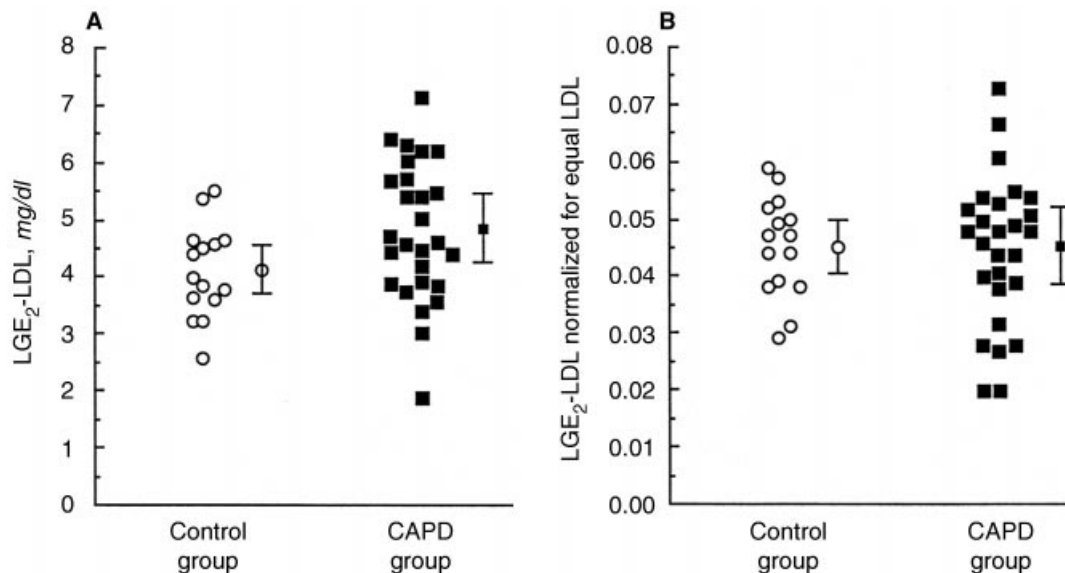 A
LGE₂-LDL, mg/dl
8
7
6
5
4
3
2
1
0
Control group
CAPD group
B
LGE₂-LDL normalized for equal LDL
0.08
0.07
0.06
0.05
0.04
0.03
0.02
0.01
0.00
Control group
CAPD group